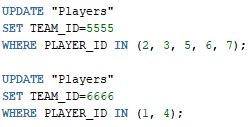 UPDATE "Players"
SET TEAM_ID=5555
WHERE PLAYER_ID IN (2, 3, 5, 6, 7);
UPDATE "Players"
SET TEAM_ID=6666
WHERE PLAYER_ID IN (1, 4);